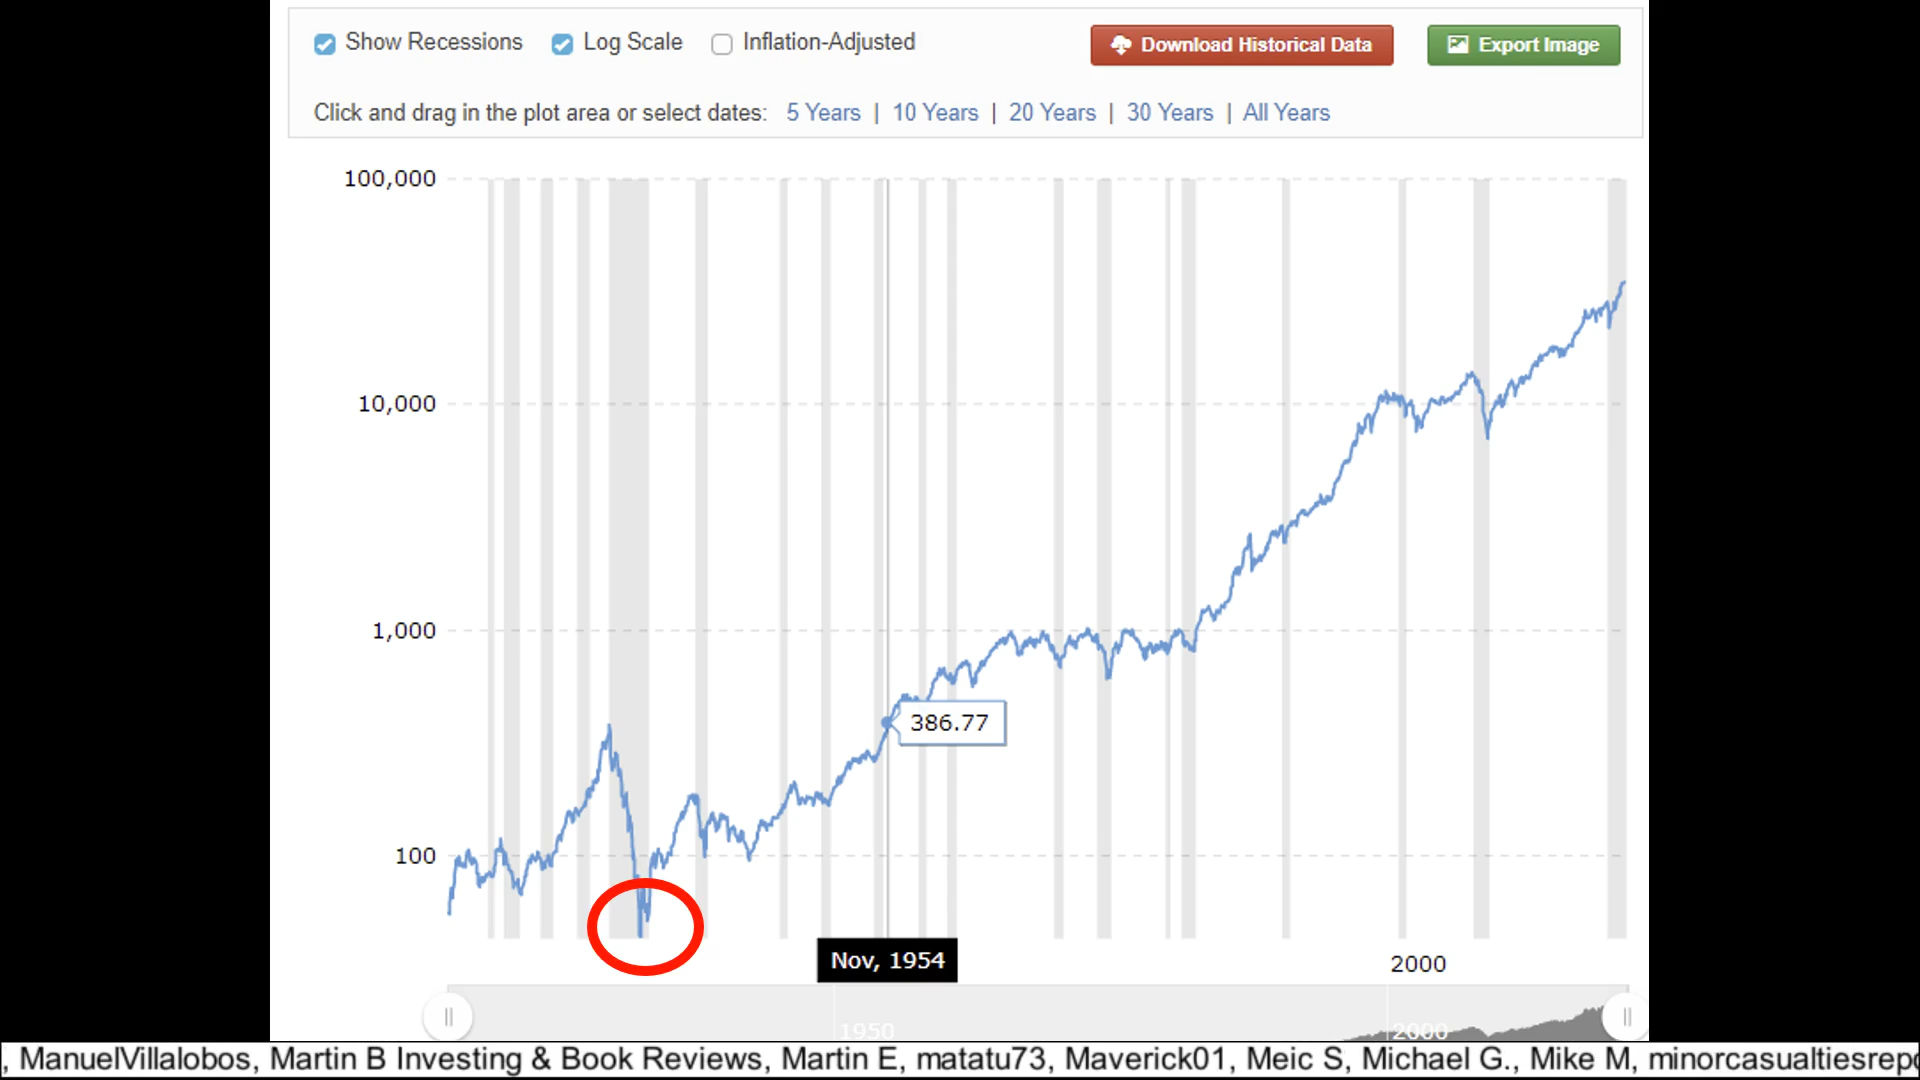 Show Recessions Log Scale Inflation-Adjusted Download Historical Data Export Image
Click and drag in the plot area or select dates: 5 Years | 10 Years | 20 Years | 30 Years | All Years
100,000
10,000
1,000
386.77
100
Nov, 1954
2000
1950 2000
, ManuelVillalobos, Martin B Investing & Book Reviews, Martin E, matatu73, Maverick01, Meic S, Michael G., Mike M, minorcasualtiesrepo